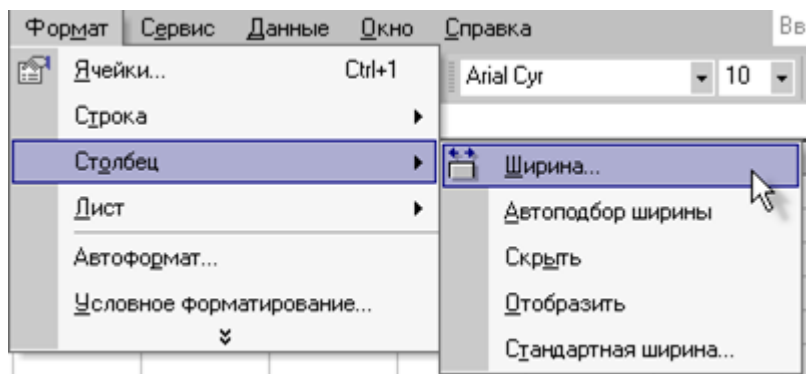 Формат Сервис Данные Окно Справка Вв
Ячейки... Ctrl+1
Arial Cyr 10
Строка
Столбец
Ширина...
Лист
Автоподбор ширины
Автоформат...
Скрыть
Условное форматирование...
Отобразить
Стандартная ширина...